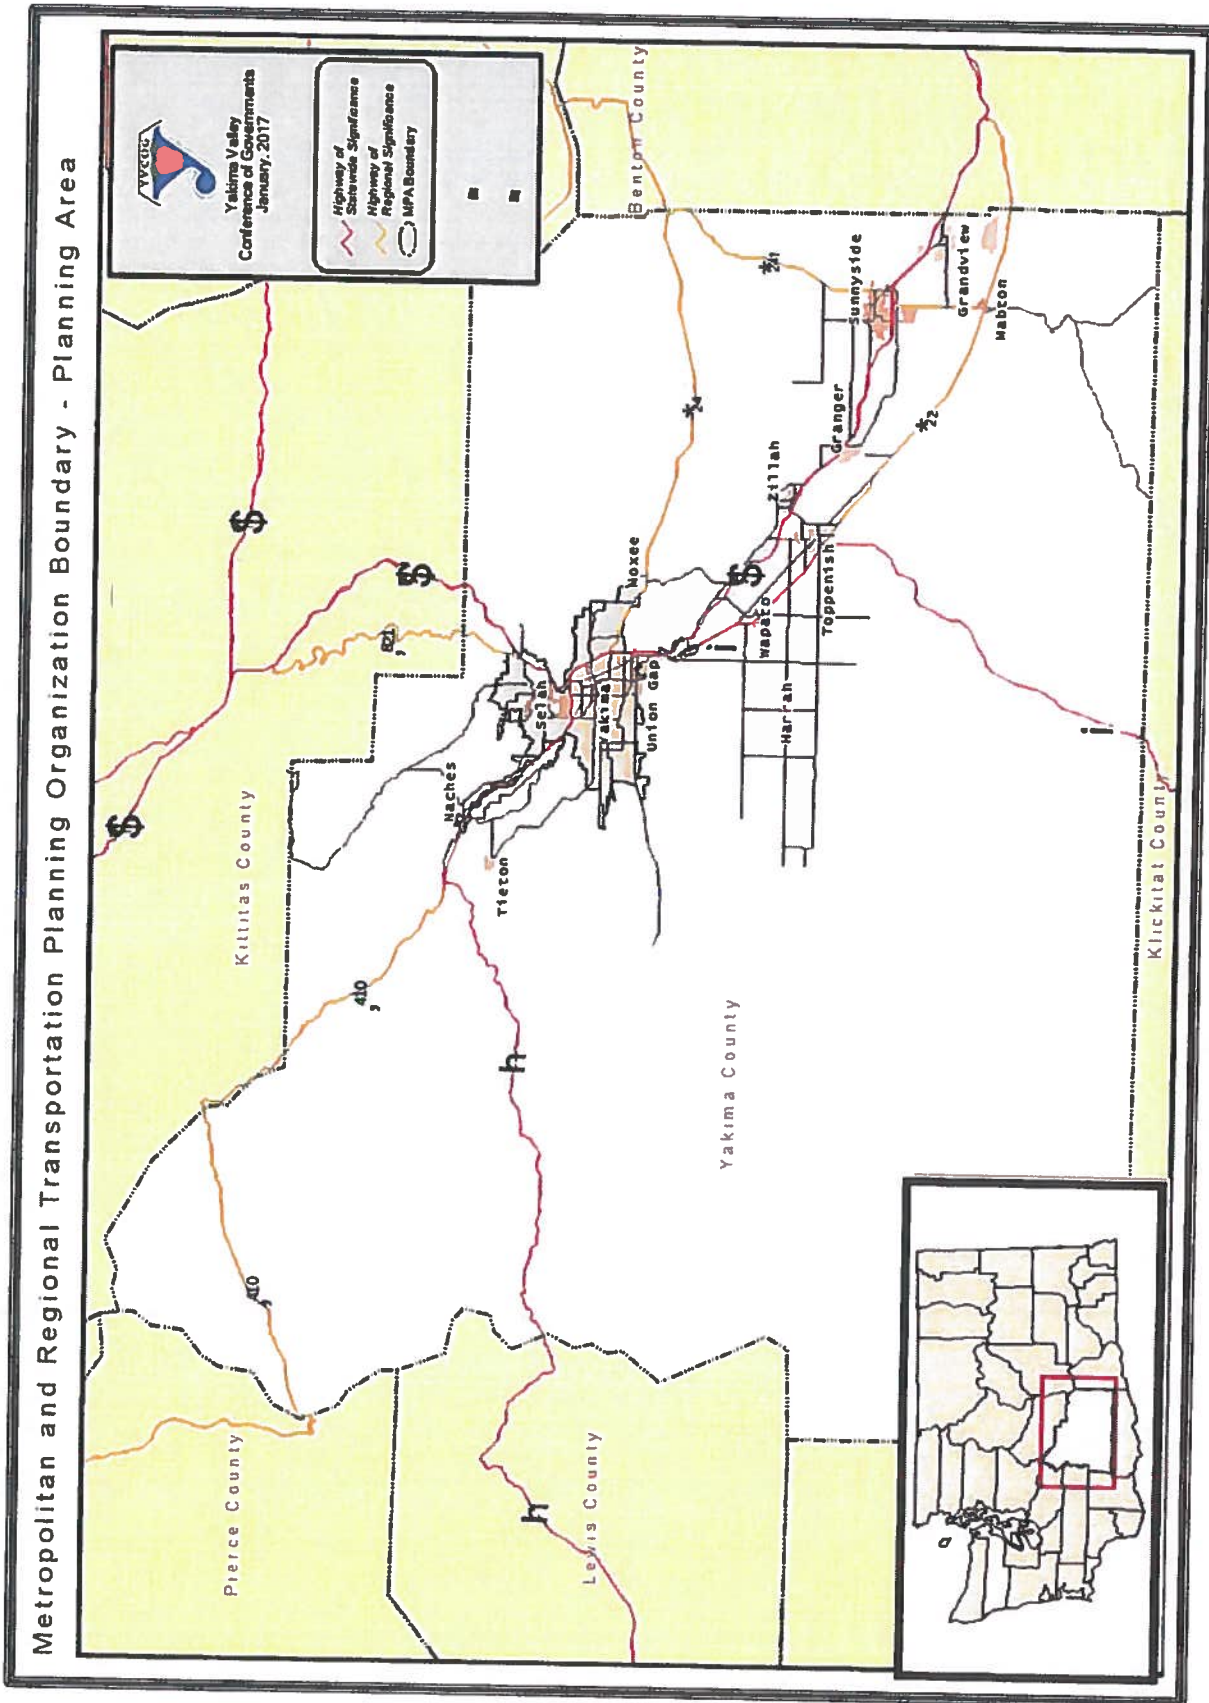 Metropolitan and Regional Transportation Planning Organization Boundary - Planning Area
YVCOG
Yakima Valley
Conference of Governments
January, 2017
Highway of
Statewide Significance
Highway of
Regional Significance
MPA Boundary
Pierce County
Kittitas County
Benton County
Lewis County
Yakima County
Klickitat County
410
410
821
$
$
$
$
h
h
i
i
*24
*241
*22
Naches
Tieton
Selah
Yakima
Union Gap
Moxee
Wapato
Harrah
Toppenish
Zillah
Granger
Sunnyside
Grandview
Mabton